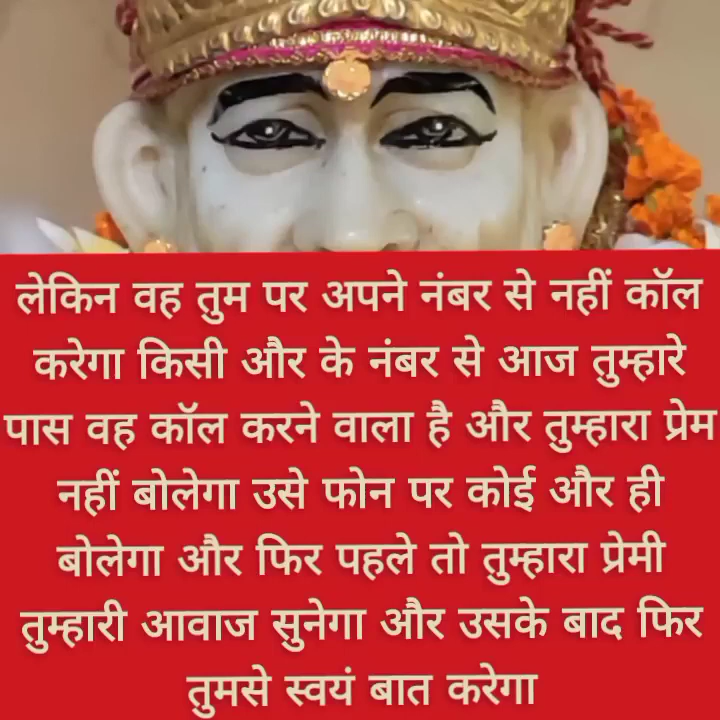 लेकिन वह तुम पर अपने नंबर से नहीं कॉल
करेगा किसी और के नंबर से आज तुम्हारे
पास वह कॉल करने वाला है और तुम्हारा प्रेम
नहीं बोलेगा उसे फोन पर कोई और ही
बोलेगा और फिर पहले तो तुम्हारा प्रेमी
तुम्हारी आवाज सुनेगा और उसके बाद फिर
तुमसे स्वयं बात करेगा